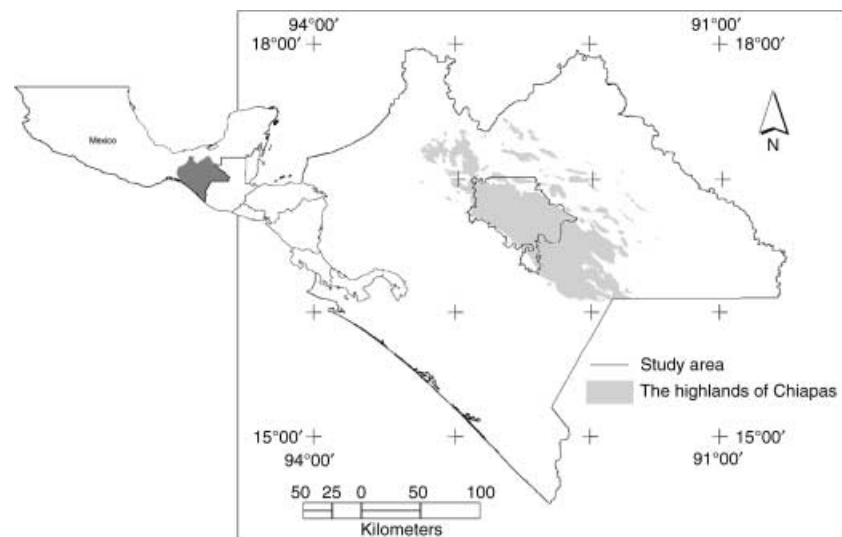 94°00′ 91°00′
18°00′ 18°00′
Mexico
N
Study area
The highlands of Chiapas
15°00′ 15°00′
94°00′ 91°00′
50 25 0 50 100
Kilometers